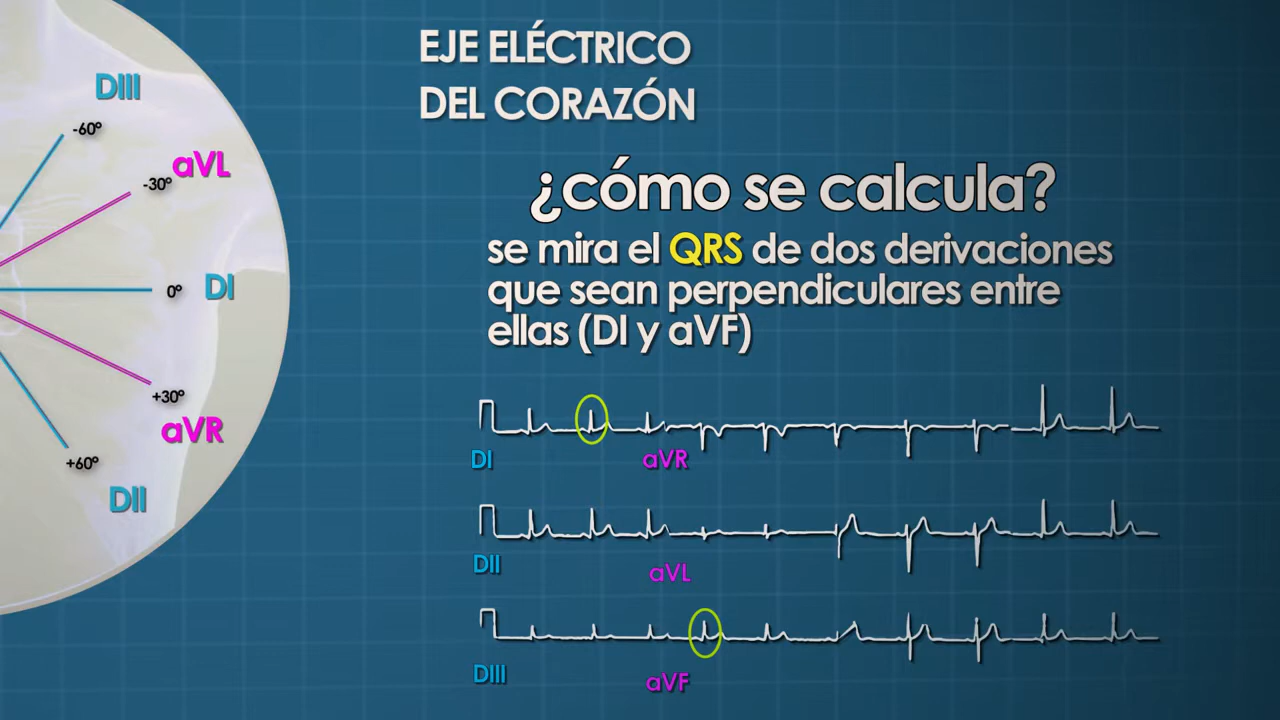 EJE ELÉCTRICO
DEL CORAZÓN
¿cómo se calcula?
se mira el QRS de dos derivaciones
que sean perpendiculares entre
ellas (DI y aVF)
DIII
-60º
aVL
-30º
0º
DI
+30º
aVR
+60º
DII
DI
aVR
DII
aVL
DIII
aVF